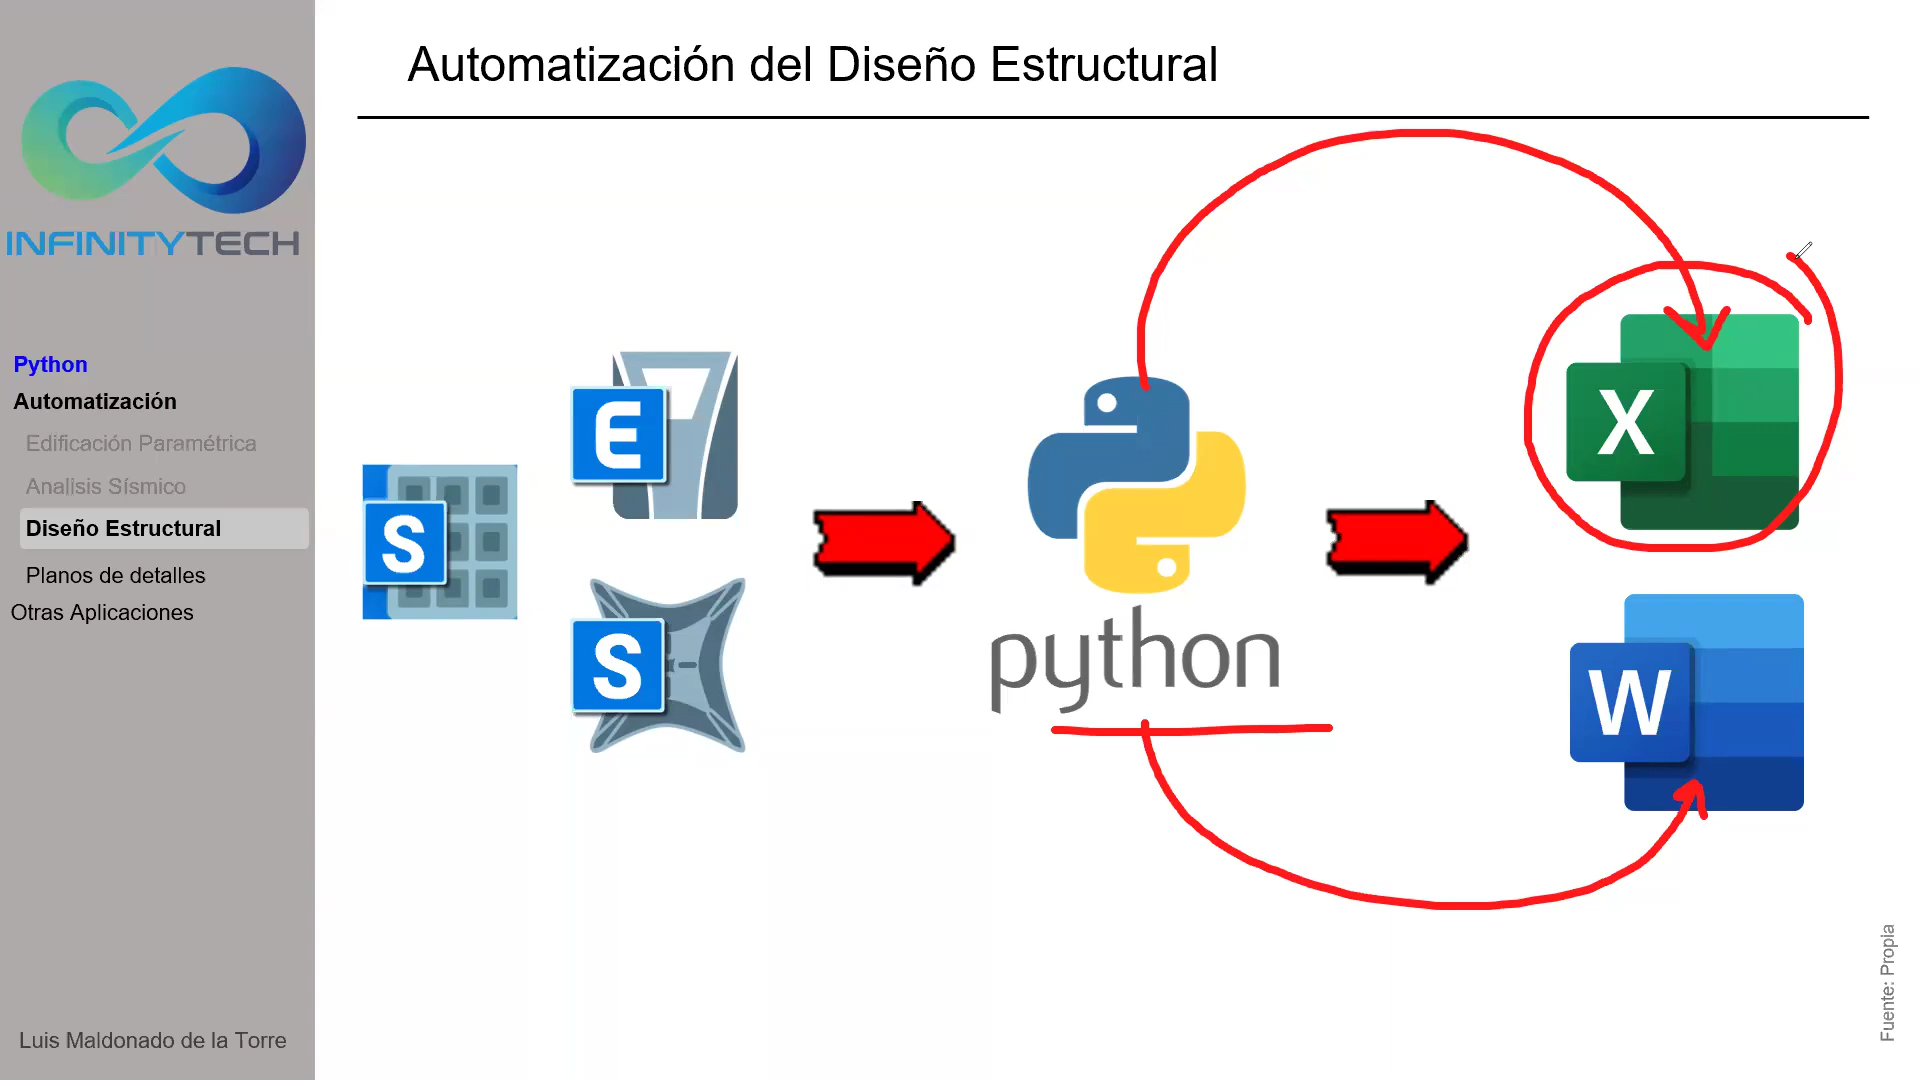 Automatización del Diseño Estructural
INFINITYTECH
Python
Automatización
Edificación Paramétrica
Analisis Sísmico
Diseño Estructural
Planos de detalles
Otras Aplicaciones
Luis Maldonado de la Torre
S
E
S
python
X
W
Fuente: Propia